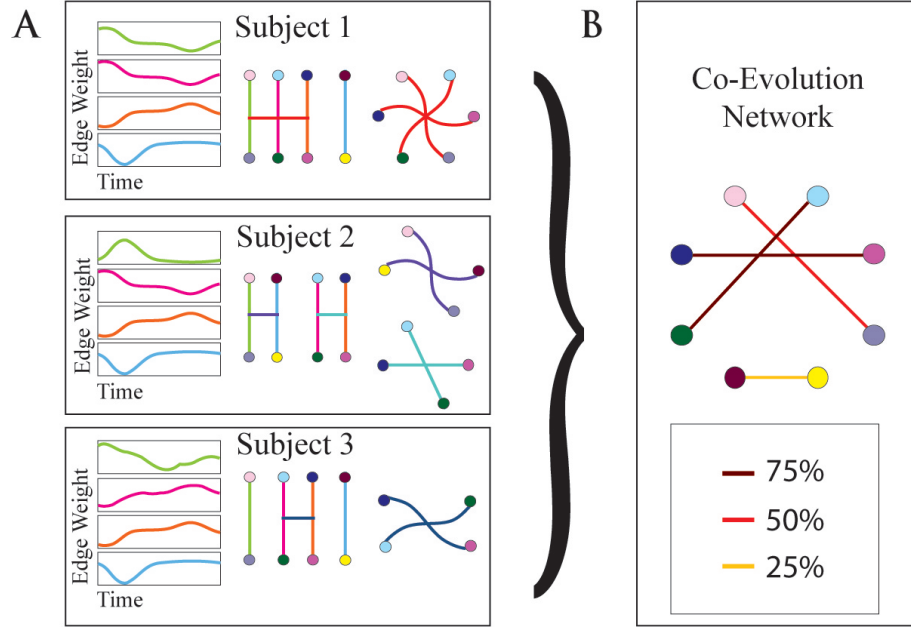 A
Subject 1
Edge Weight
Time
Subject 2
Edge Weight
Time
Subject 3
Edge Weight
Time
B
Co-Evolution
Network
75%
50%
25%